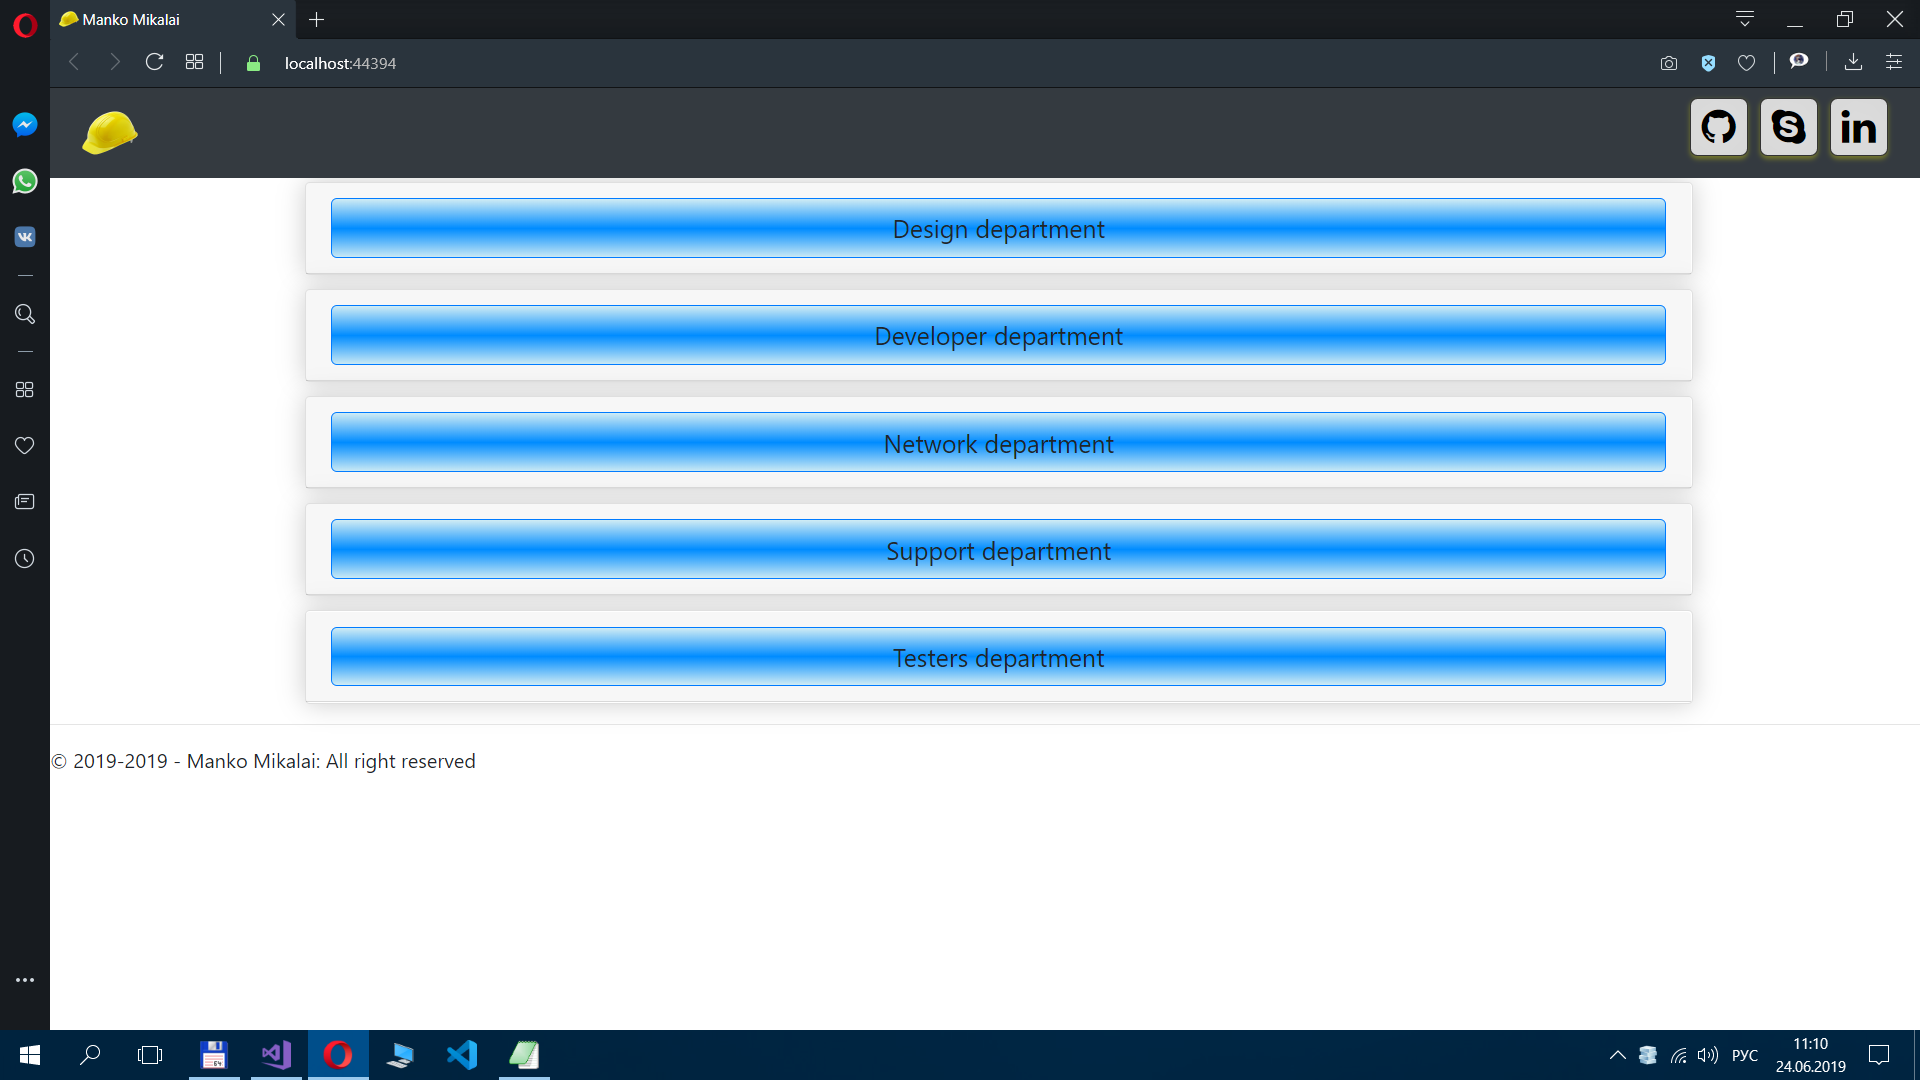 Manko Mikalai
localhost:44394
Design department
Developer department
Network department
Support department
Testers department
© 2019-2019 - Manko Mikalai: All right reserved
64
РУС
11:10
24.06.2019